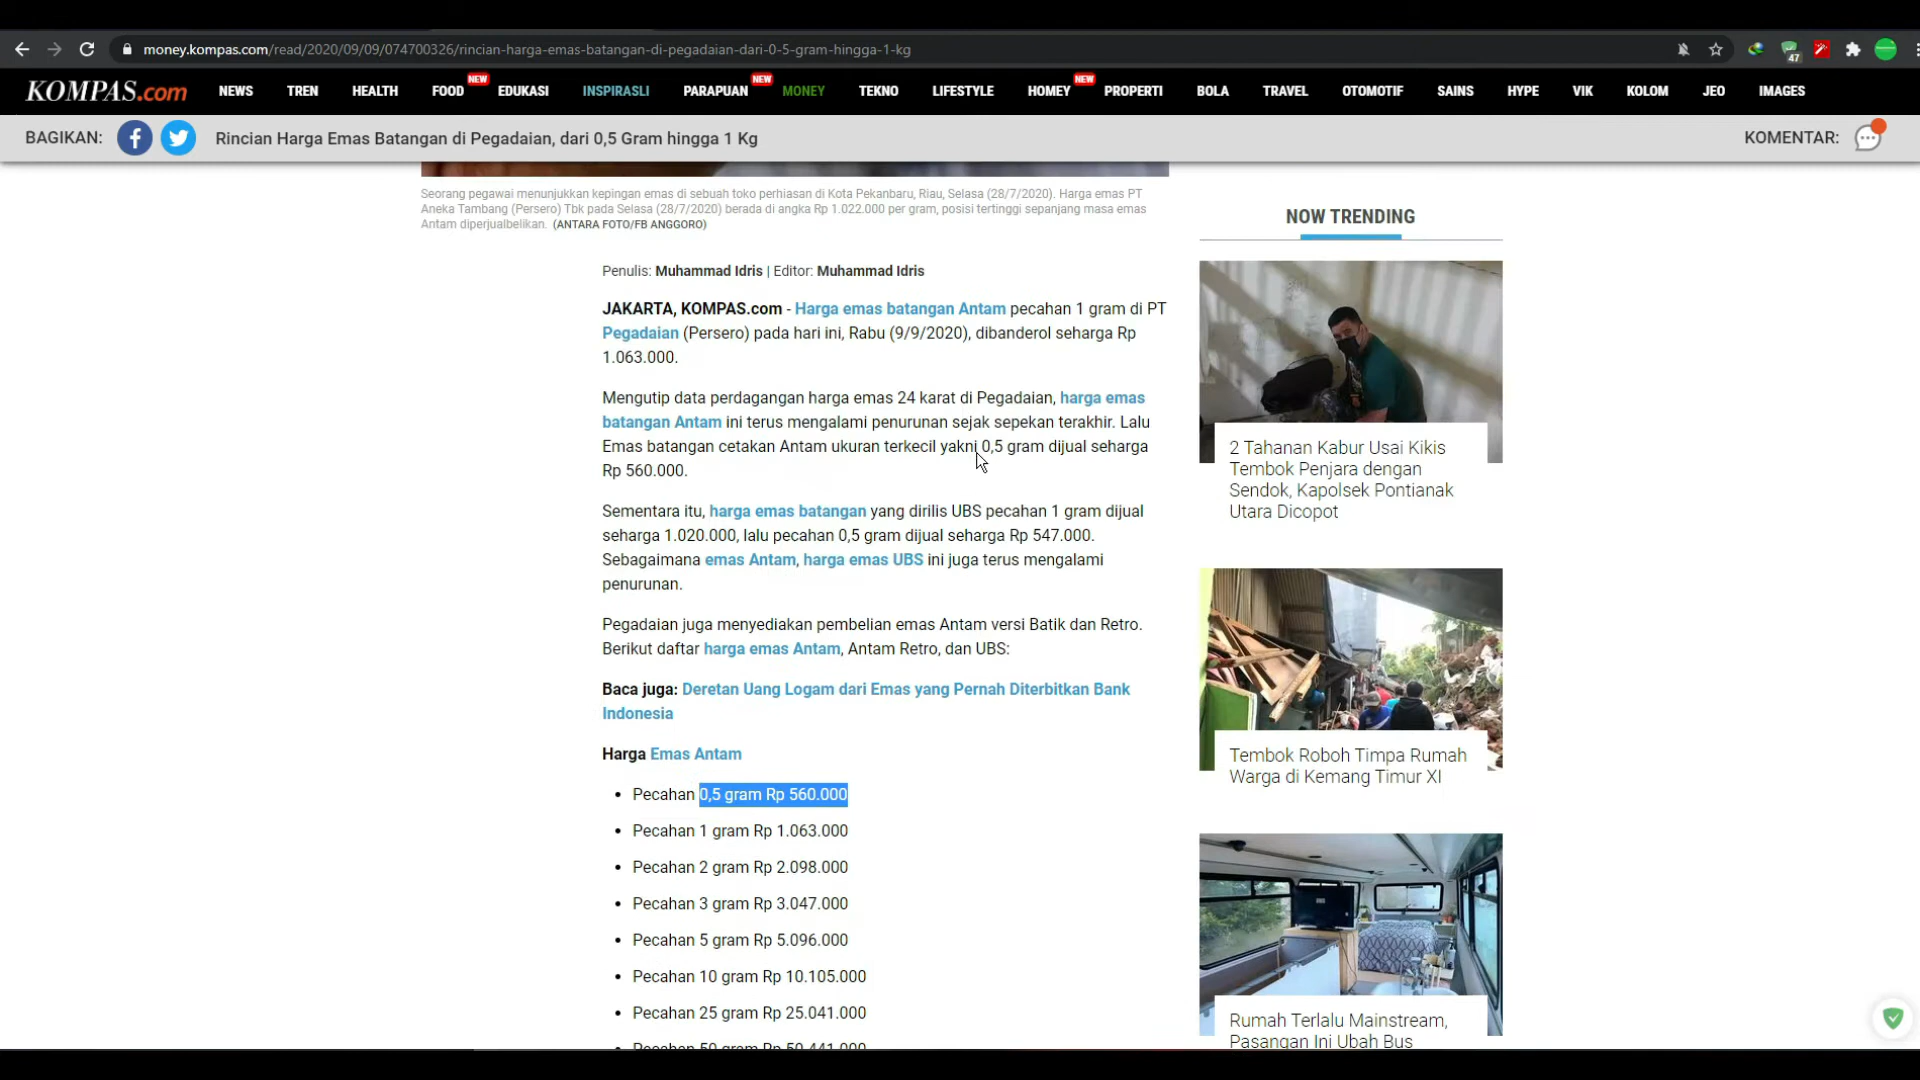 money.kompas.com/read/2020/09/09/074700326/rincian-harga-emas-batangan-di-pegadaian-dari-0-5-gram-hingga-1-kg
47
KOMPAS.com NEWS TREN HEALTH FOOD NEW EDUKASI INSPIRASLI PARAPUAN NEW MONEY TEKNO LIFESTYLE HOMEY NEW PROPERTI BOLA TRAVEL OTOMOTIF SAINS HYPE VIK KOLOM JEO IMAGES
BAGIKAN: Rincian Harga Emas Batangan di Pegadaian, dari 0,5 Gram hingga 1 Kg KOMENTAR:
Seorang pegawai menunjukkan kepingan emas di sebuah toko perhiasan di Kota Pekanbaru, Riau, Selasa (28/7/2020). Harga emas PT
Aneka Tambang (Persero) Tbk pada Selasa (28/7/2020) berada di angka Rp 1.022.000 per gram, posisi tertinggi sepanjang masa emas
Antam diperjualbelikan. (ANTARA FOTO/FB ANGGORO)
Penulis: Muhammad Idris | Editor: Muhammad Idris
JAKARTA, KOMPAS.com - Harga emas batangan Antam pecahan 1 gram di PT
Pegadaian (Persero) pada hari ini, Rabu (9/9/2020), dibanderol seharga Rp
1.063.000.
Mengutip data perdagangan harga emas 24 karat di Pegadaian, harga emas
batangan Antam ini terus mengalami penurunan sejak sepekan terakhir. Lalu
Emas batangan cetakan Antam ukuran terkecil yakni 0,5 gram dijual seharga
Rp 560.000.
Sementara itu, harga emas batangan yang dirilis UBS pecahan 1 gram dijual
seharga 1.020.000, lalu pecahan 0,5 gram dijual seharga Rp 547.000.
Sebagaimana emas Antam, harga emas UBS ini juga terus mengalami
penurunan.
Pegadaian juga menyediakan pembelian emas Antam versi Batik dan Retro.
Berikut daftar harga emas Antam, Antam Retro, dan UBS:
Baca juga: Deretan Uang Logam dari Emas yang Pernah Diterbitkan Bank
Indonesia
Harga Emas Antam
• Pecahan 0,5 gram Rp 560.000
• Pecahan 1 gram Rp 1.063.000
• Pecahan 2 gram Rp 2.098.000
• Pecahan 3 gram Rp 3.047.000
• Pecahan 5 gram Rp 5.096.000
• Pecahan 10 gram Rp 10.105.000
• Pecahan 25 gram Rp 25.041.000
• Pecahan 50 gram Rp 50.441.000
NOW TRENDING
2 Tahanan Kabur Usai Kikis
Tembok Penjara dengan
Sendok, Kapolsek Pontianak
Utara Dicopot
Tembok Roboh Timpa Rumah
Warga di Kemang Timur XI
Rumah Terlalu Mainstream,
Pasangan Ini Ubah Bus